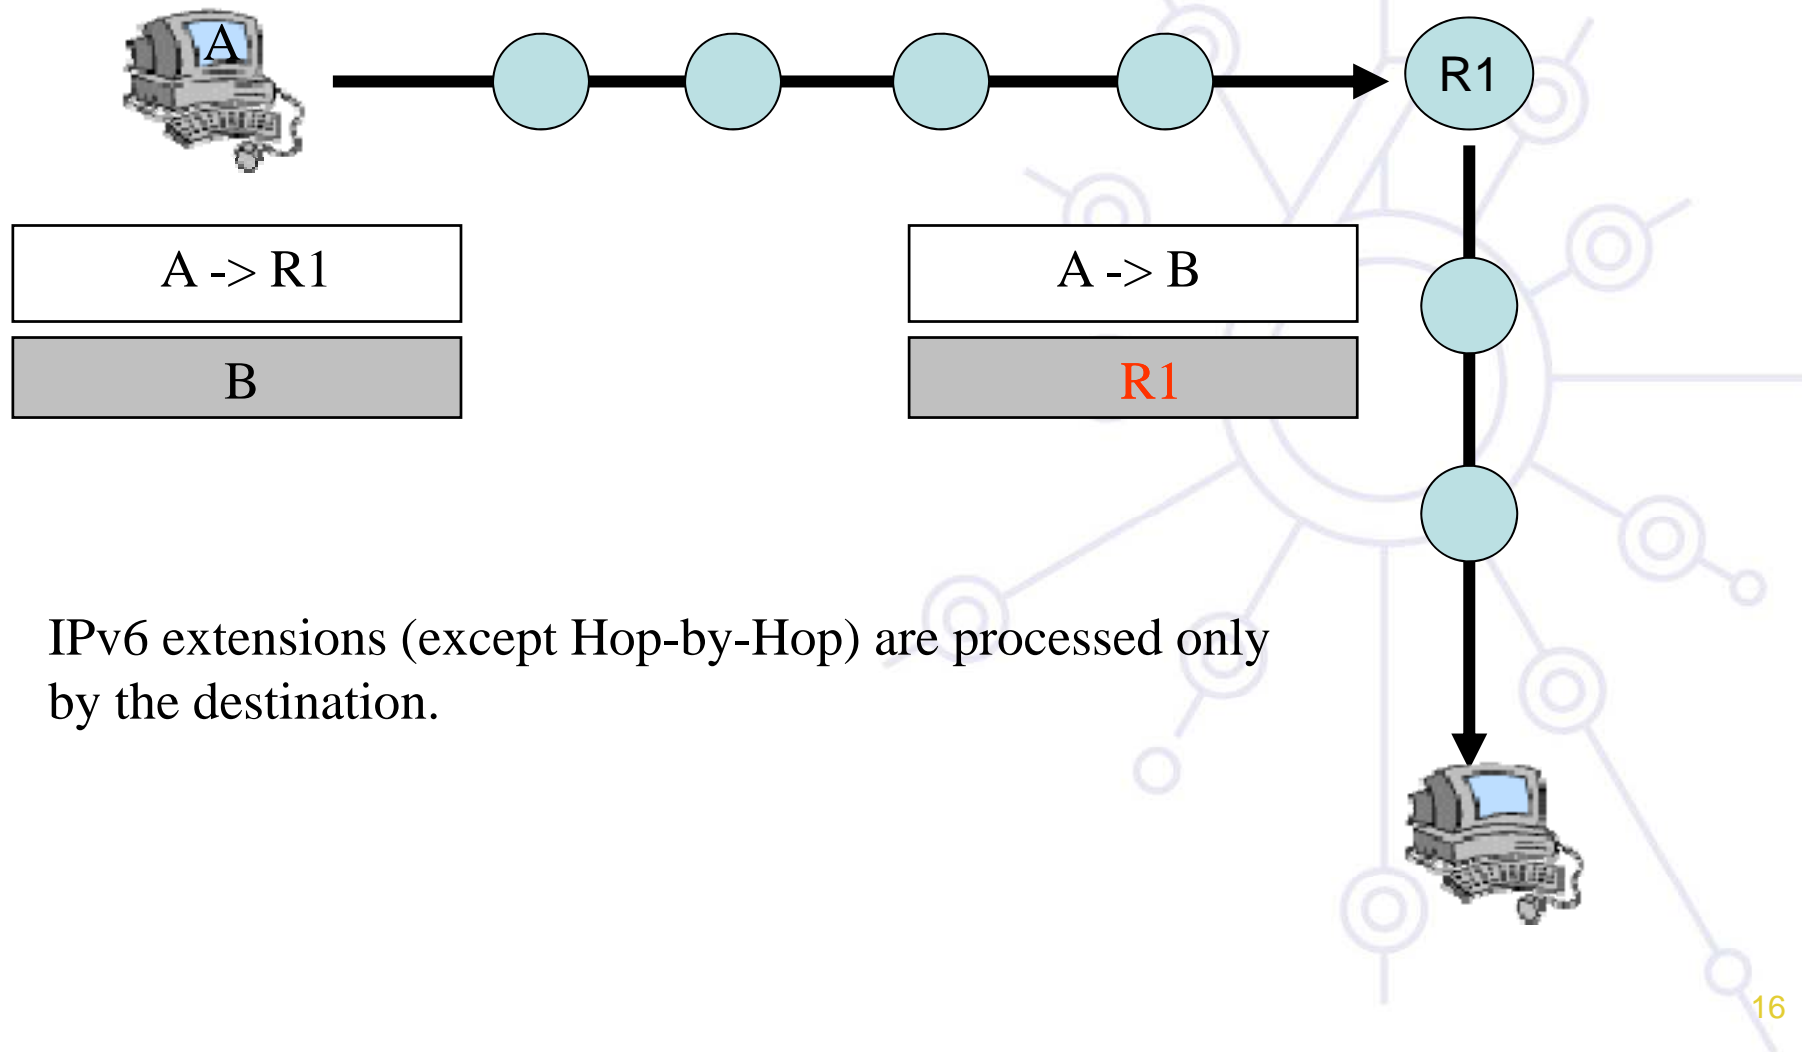 A
R1
A -> R1
A -> B
B
R1
IPv6 extensions (except Hop-by-Hop) are processed only
by the destination.
16